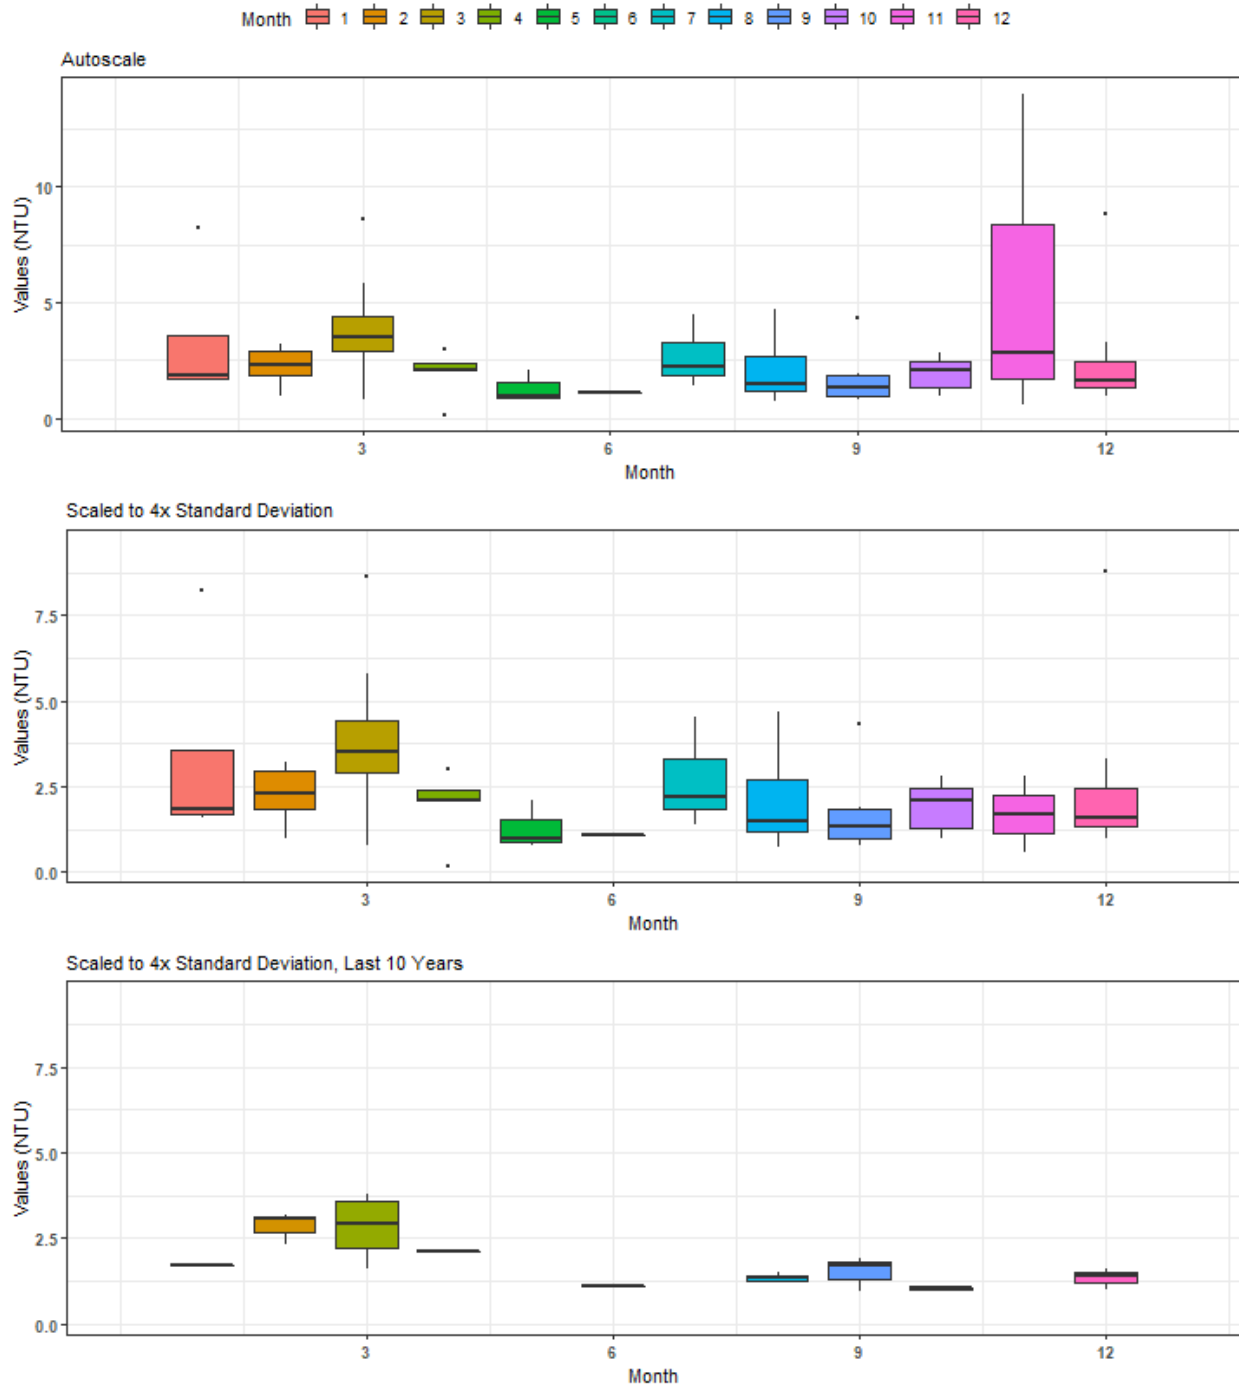 Month 1 2 3 4 5 6 7 8 9 10 11 12
Autoscale
Values (NTU)
10
5
0
3 6 9 12
Month
Scaled to 4x Standard Deviation
Values (NTU)
7.5
5.0
2.5
0.0
3 6 9 12
Month
Scaled to 4x Standard Deviation, Last 10 Years
Values (NTU)
7.5
5.0
2.5
0.0
3 6 9 12
Month